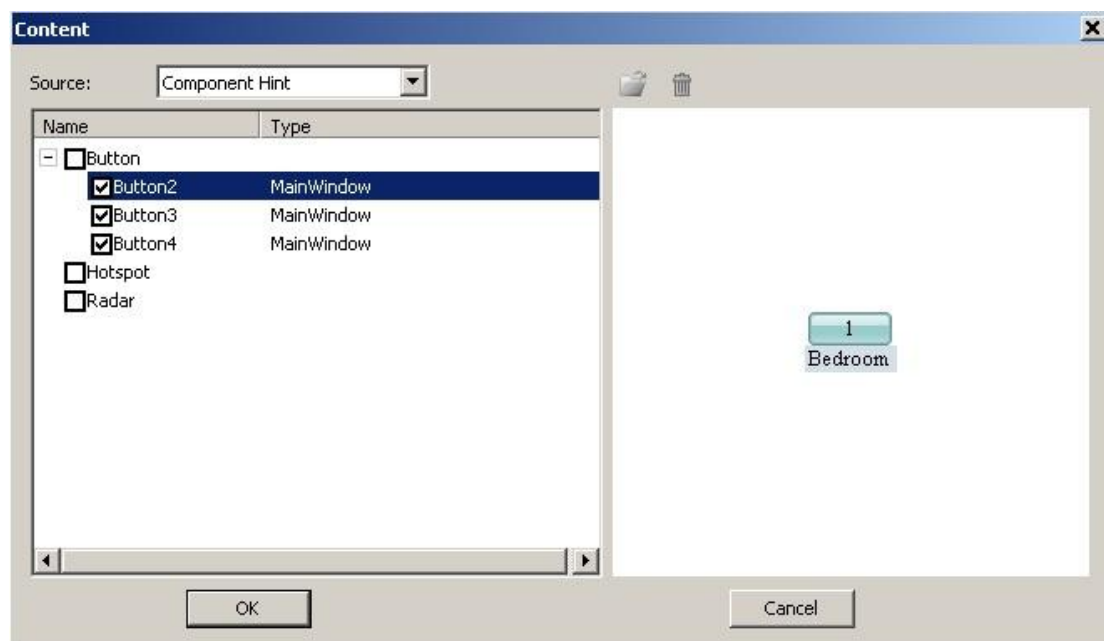 Content
Source: Component Hint
Name Type
Button
Button2 MainWindow
Button3 MainWindow
Button4 MainWindow
Hotspot
Radar
1
Bedroom
OK Cancel